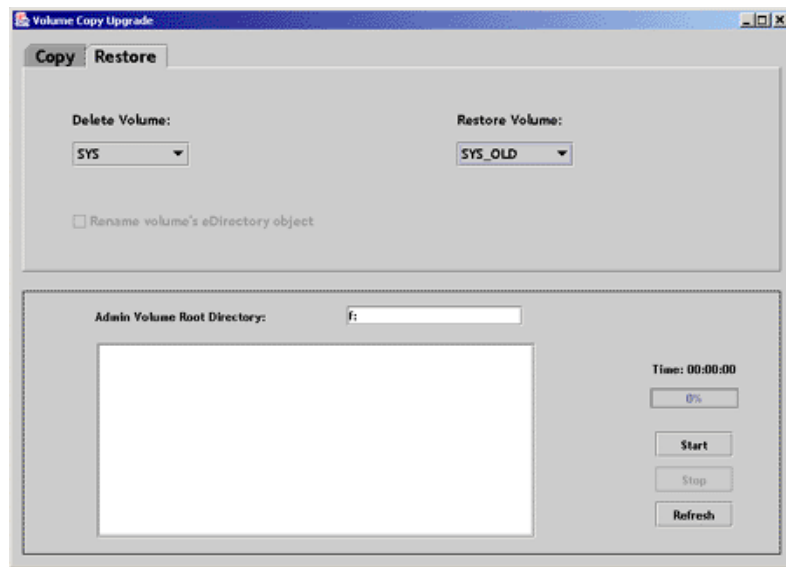 Volume Copy Upgrade
Copy Restore
Delete Volume: Restore Volume:
SYS SYS_OLD
Rename volume's eDirectory object
Admin Volume Root Directory: f:
Time: 00:00:00
0%
Start
Stop
Refresh